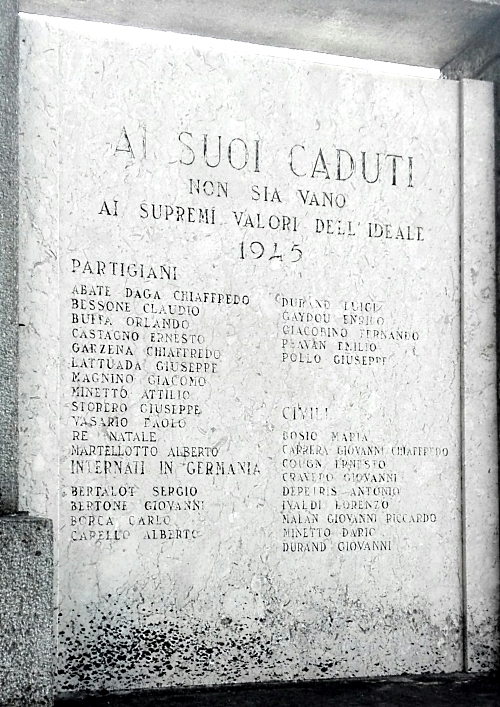 AI SUOI CADUTI
NON SIA VANO
AI SUPREMI VALORI DELL'IDEALE
1945
PARTIGIANI
ABATE DAGA CHIAFFREDO
BESSONE CLAUDIO
BUFFA ORLANDO
CASTAGNO ERNESTO
GARZENA CHIAFFREDO
LATTUADA GIUSEPPE
MAGNINO GIACOMO
MINETTO ATTILIO
STORERO GIUSEPPE
VASARIO PAOLO
RE NATALE
MARTELLOTTO ALBERTO
INTERNATI IN GERMANIA
BERTALOT SERGIO
BERTONE GIOVANNI
BORCA CARLO
CAPELLO ALBERTO
DURAND LUIGI
GAYDOU ENRICO
GIACOSINO FERNANDO
PEAVAN EMILIO
POLLO GIUSEPPE
CIVILI
BOSIO MARIA
CARRERA GIOVANNI CHIAFFREDO
COUGN ERNESTO
CRAVERO GIOVANNI
DEPETRIS ANTONIO
IVALDI LORENZO
MALAN GIOVANNI RICCARDO
MINETTO DARIO
DURAND GIOVANNI